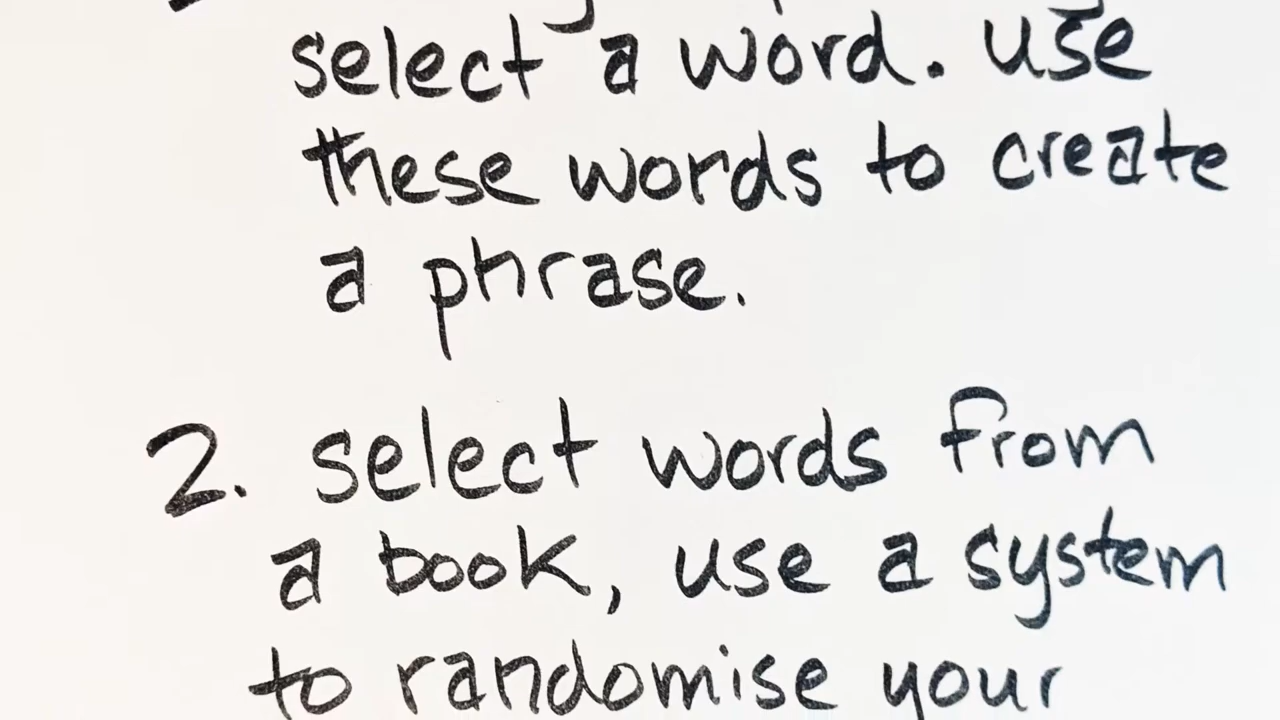 select a word. Use
these words to create
a phrase.
2. select words from
a book, use a system
to randomise your